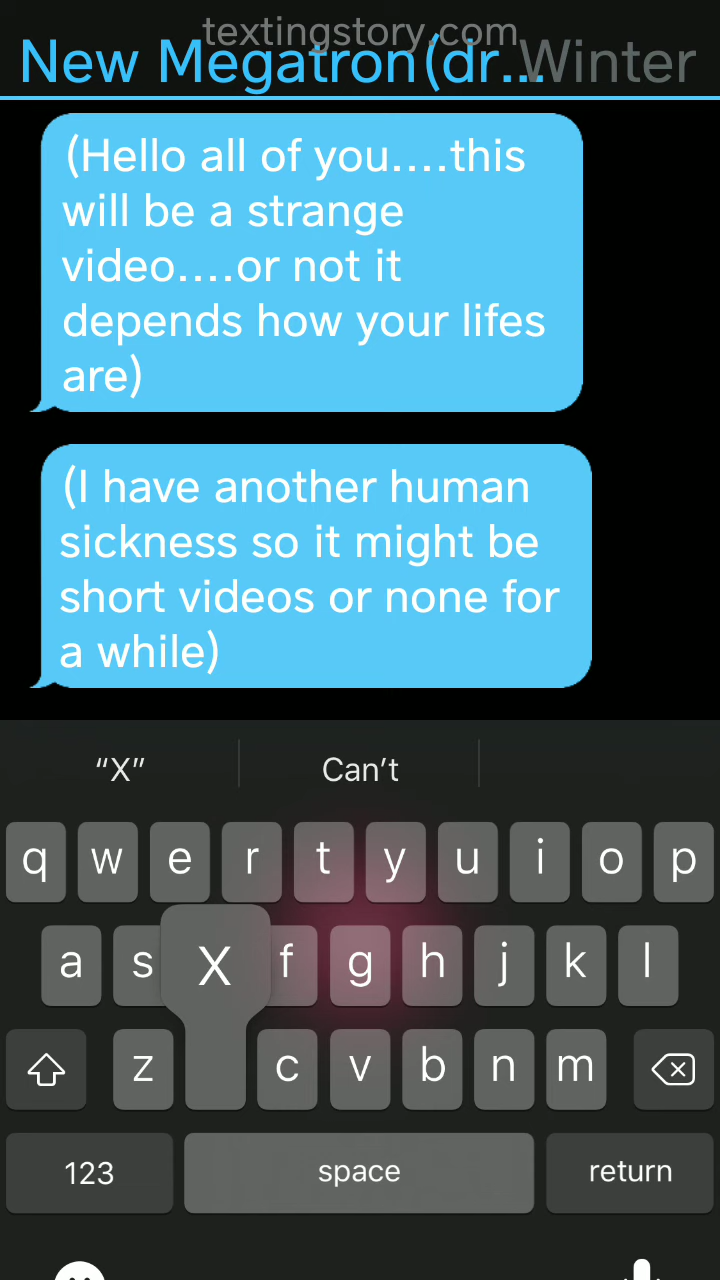 textingstory.com
New Megatron(dr... Winter
(Hello all of you....this
will be a strange
video....or not it
depends how your lifes
are)
(I have another human
sickness so it might be
short videos or none for
a while)
“X” Can’t
q w e r t y u i o p
a s X f g h j k l
z c v b n m
123 space return